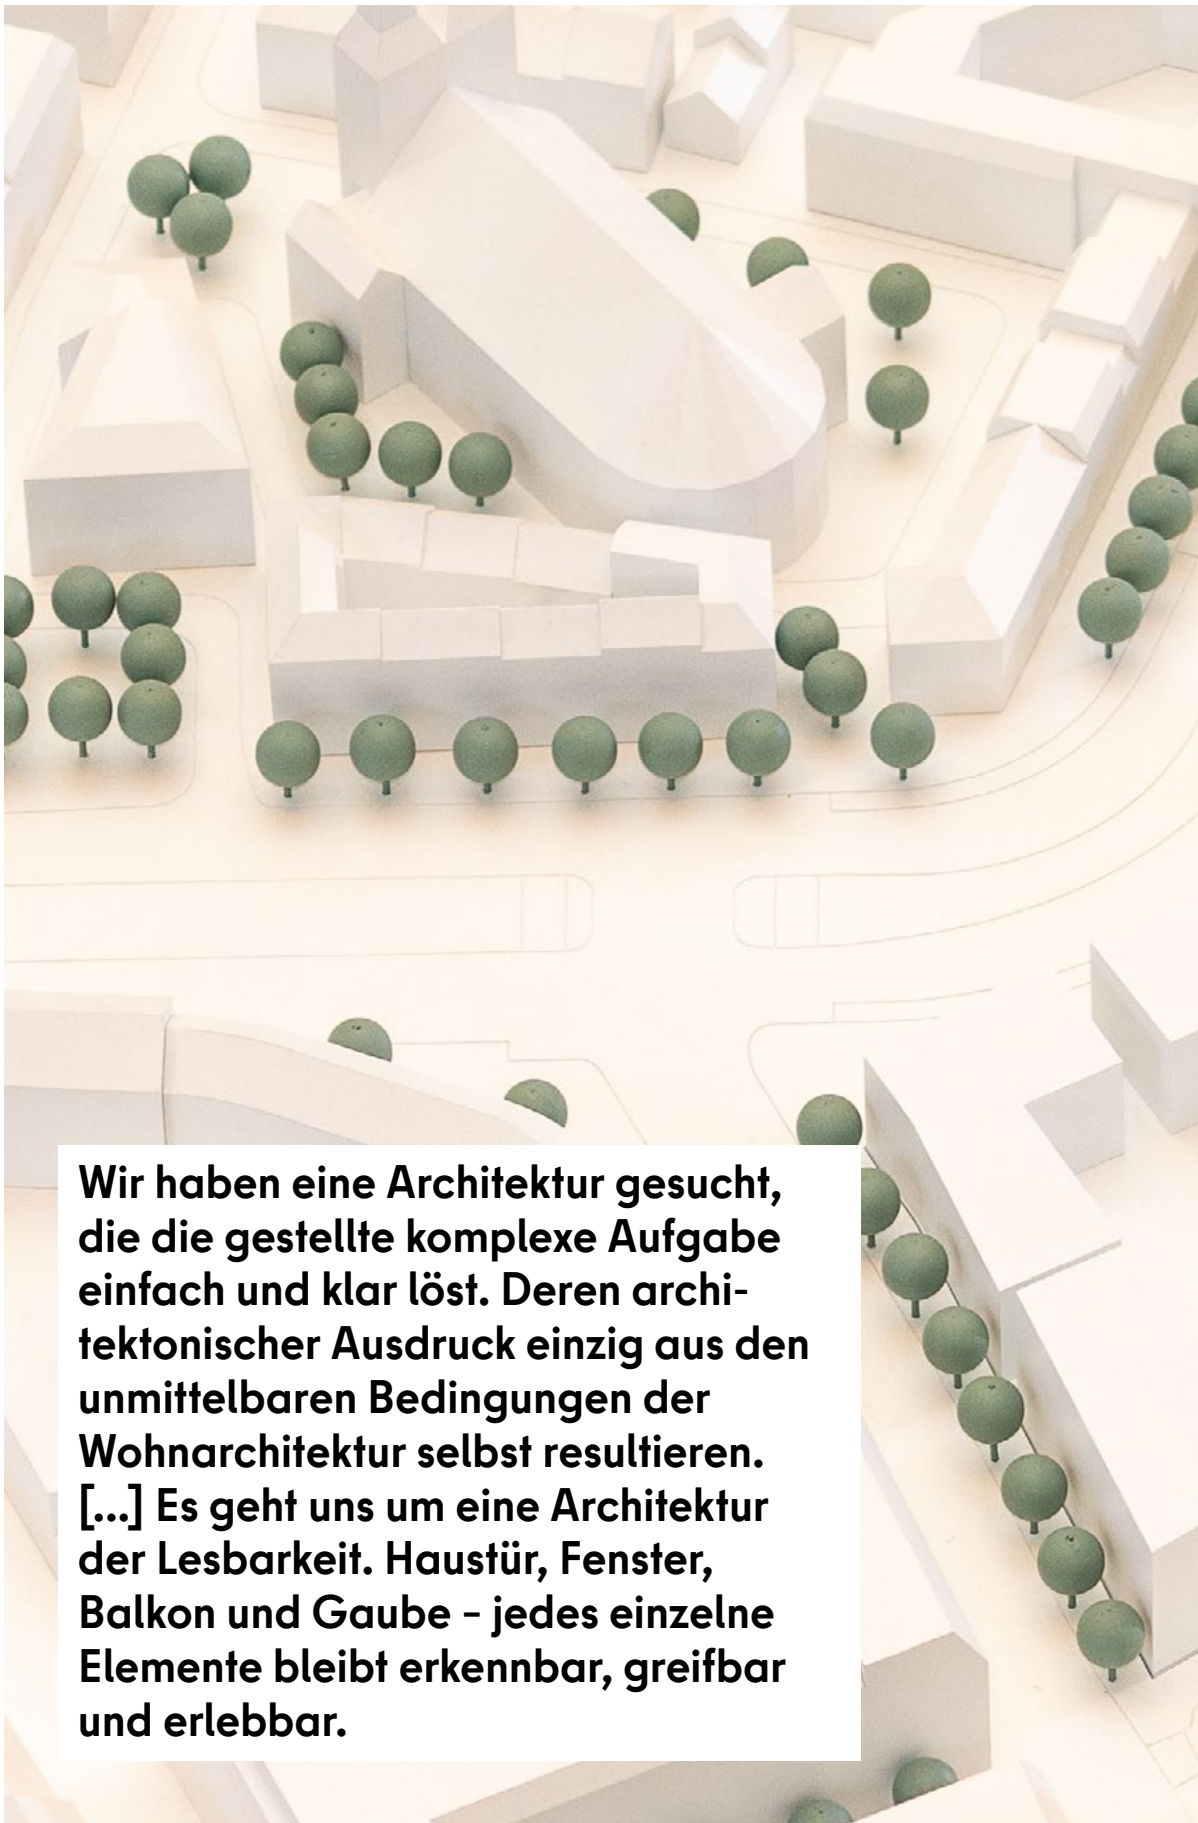 Wir haben eine Architektur gesucht,
die die gestellte komplexe Aufgabe
einfach und klar löst. Deren archi-
tektonischer Ausdruck einzig aus den
unmittelbaren Bedingungen der
Wohnarchitektur selbst resultieren.
[...] Es geht uns um eine Architektur
der Lesbarkeit. Haustür, Fenster,
Balkon und Gaube – jedes einzelne
Elemente bleibt erkennbar, greifbar
und erlebbar.